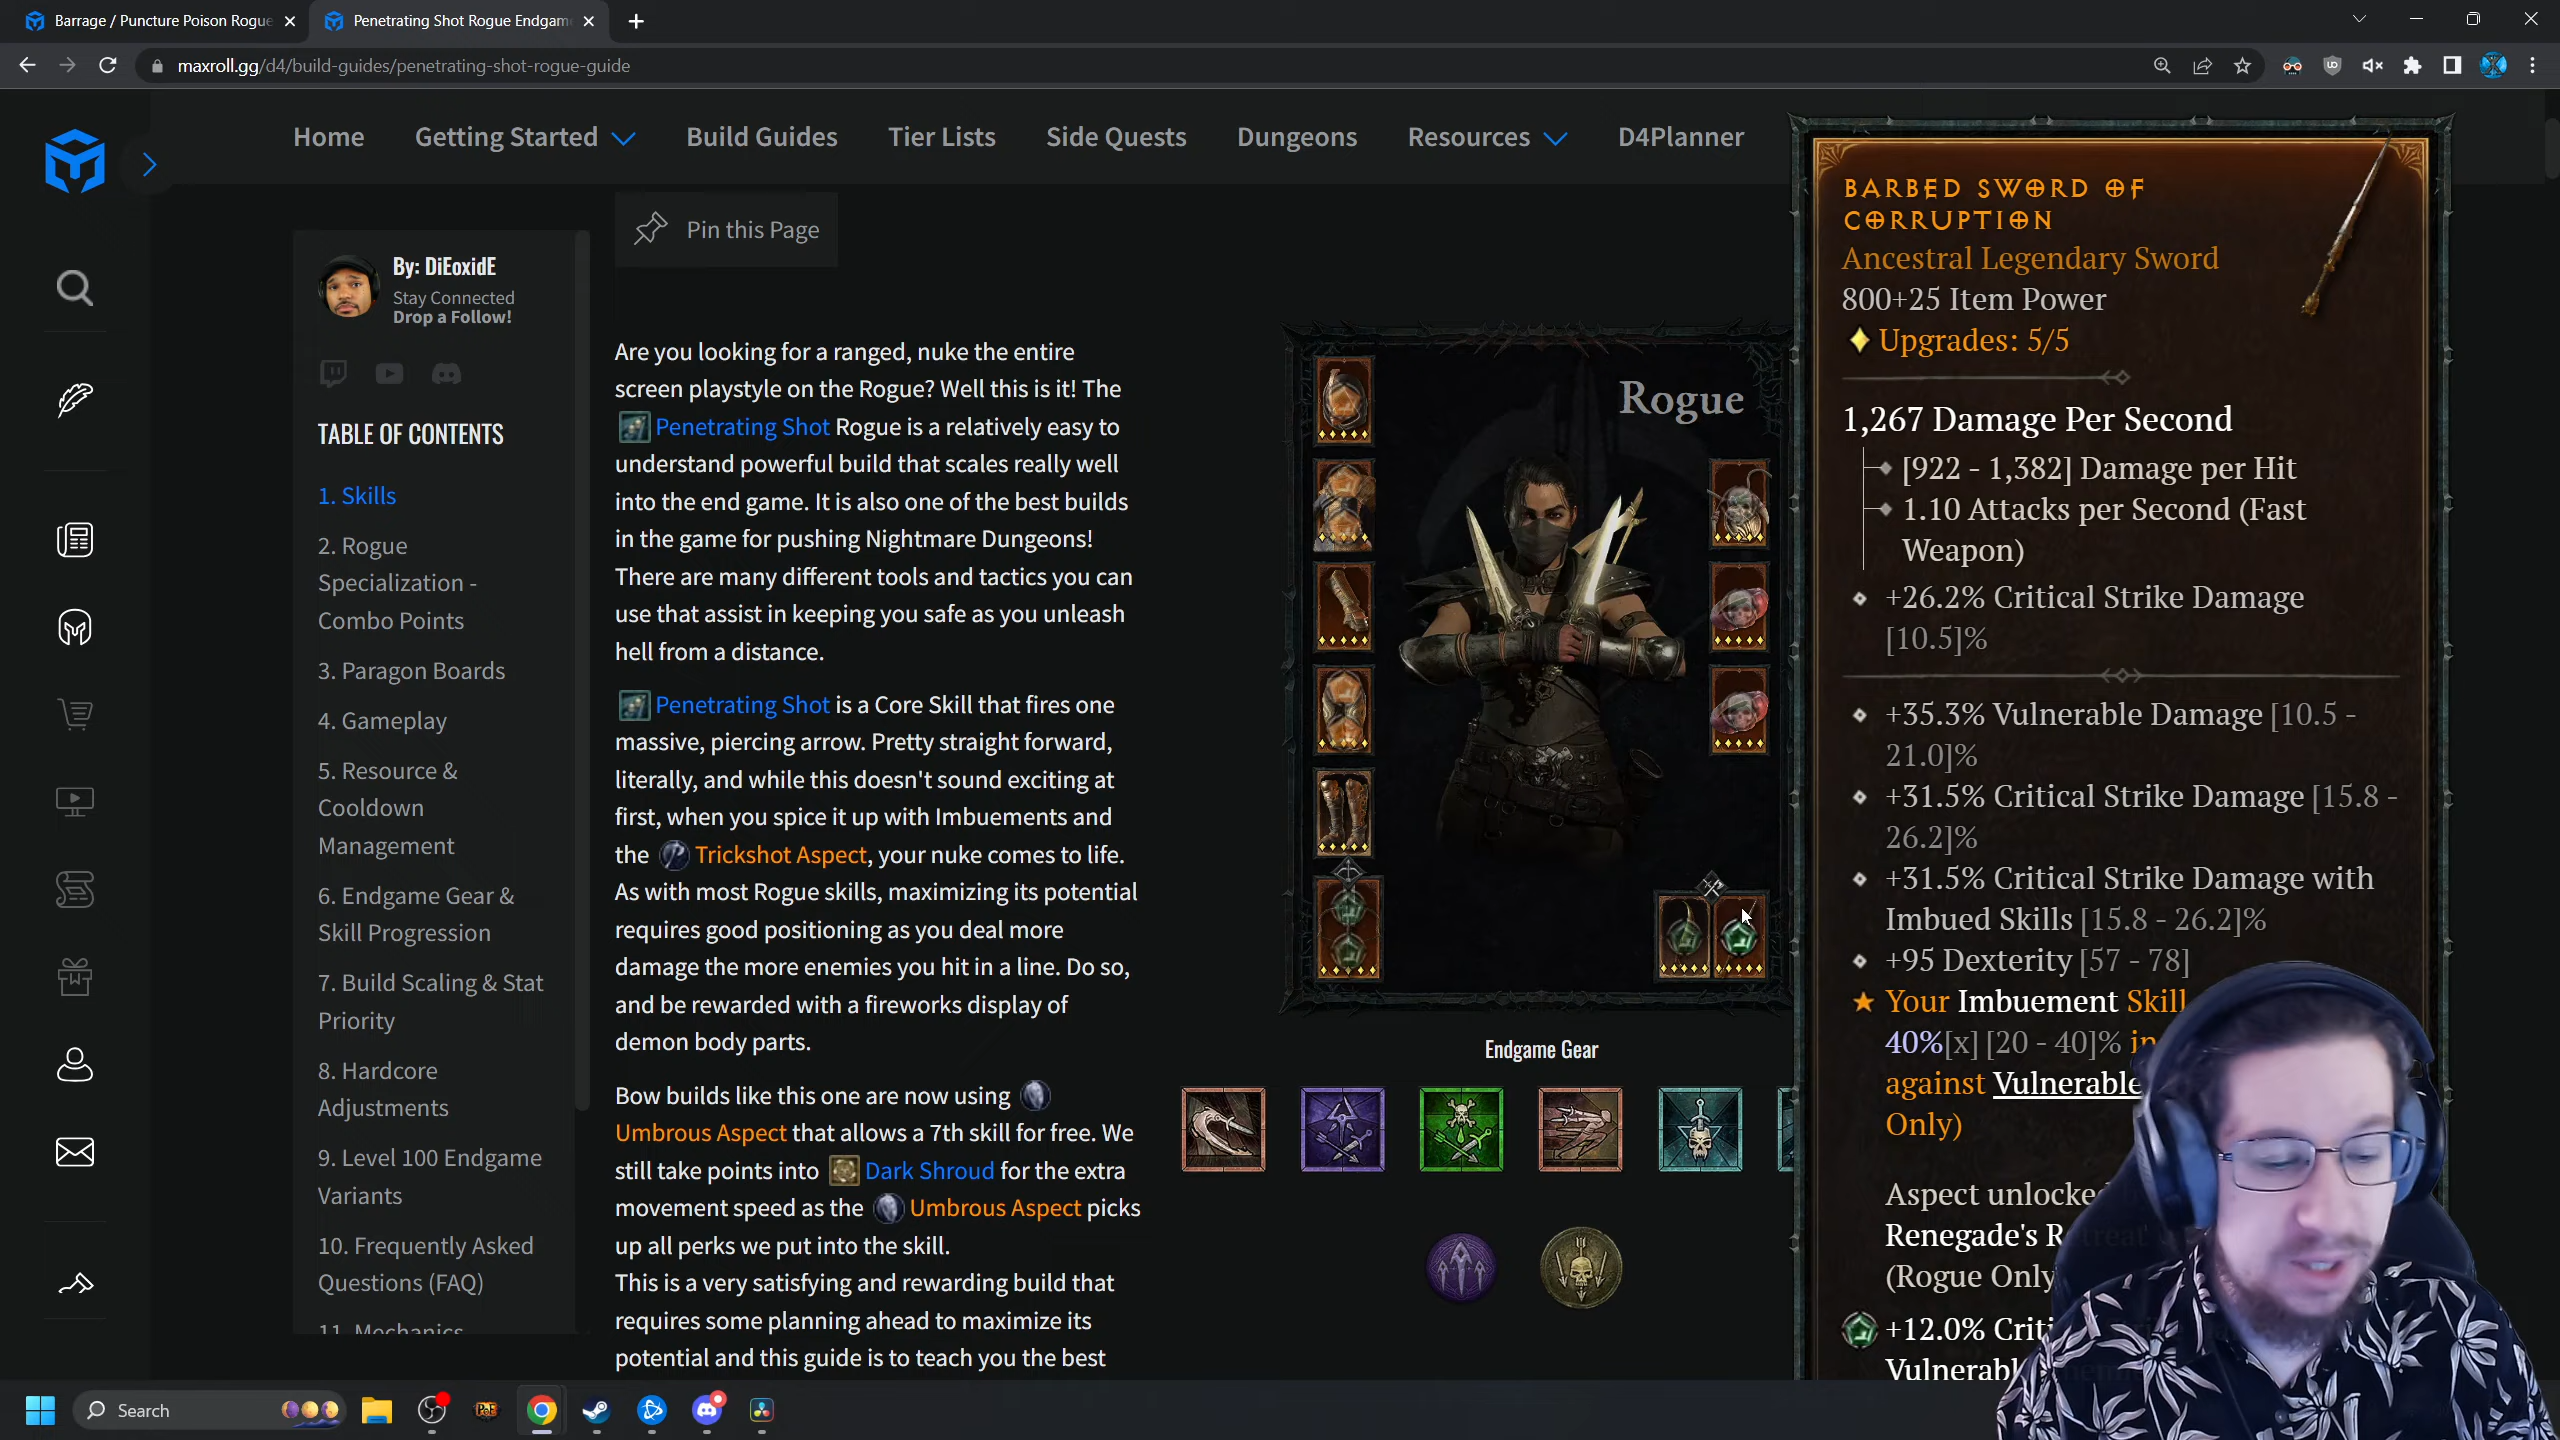 Barrage / Puncture Poison Rogue
Penetrating Shot Rogue Endgam
maxroll.gg/d4/build-guides/penetrating-shot-rogue-guide
Home
Getting Started
Build Guides
Tier Lists
Side Quests
Dungeons
Resources
D4Planner
Pin this Page
By: DiEoxidE
Stay Connected
Drop a Follow!
TABLE OF CONTENTS
1. Skills
2. Rogue
Specialization -
Combo Points
3. Paragon Boards
4. Gameplay
5. Resource &
Cooldown
Management
6. Endgame Gear &
Skill Progression
7. Build Scaling & Stat
Priority
8. Hardcore
Adjustments
9. Level 100 Endgame
Variants
10. Frequently Asked
Questions (FAQ)
11. Mechanics
Are you looking for a ranged, nuke the entire
screen playstyle on the Rogue? Well this is it! The
Penetrating Shot Rogue is a relatively easy to
understand powerful build that scales really well
into the end game. It is also one of the best builds
in the game for pushing Nightmare Dungeons!
There are many different tools and tactics you can
use that assist in keeping you safe as you unleash
hell from a distance.
Penetrating Shot is a Core Skill that fires one
massive, piercing arrow. Pretty straight forward,
literally, and while this doesn't sound exciting at
first, when you spice it up with Imbuements and
the Trickshot Aspect, your nuke comes to life.
As with most Rogue skills, maximizing its potential
requires good positioning as you deal more
damage the more enemies you hit in a line. Do so,
and be rewarded with a fireworks display of
demon body parts.
Bow builds like this one are now using
Umbrous Aspect that allows a 7th skill for free. We
still take points into Dark Shroud for the extra
movement speed as the Umbrous Aspect picks
up all perks we put into the skill.
This is a very satisfying and rewarding build that
requires some planning ahead to maximize its
potential and this guide is to teach you the best
Rogue
Endgame Gear
BARBED SWORD OF
CORRUPTION
Ancestral Legendary Sword
800+25 Item Power
Upgrades: 5/5
1,267 Damage Per Second
[922 - 1,382] Damage per Hit
1.10 Attacks per Second (Fast
Weapon)
+26.2% Critical Strike Damage
[10.5]%
+35.3% Vulnerable Damage [10.5 -
21.0]%
+31.5% Critical Strike Damage [15.8 -
26.2]%
+31.5% Critical Strike Damage with
Imbued Skills [15.8 - 26.2]%
+95 Dexterity [57 - 78]
Your Imbuement Skill
40%[x] [20 - 40]% in
against Vulnerable
Only)
Aspect unlocked
Renegade's Retreat
(Rogue Only
+12.0% Criti
Vulnerabl
Search